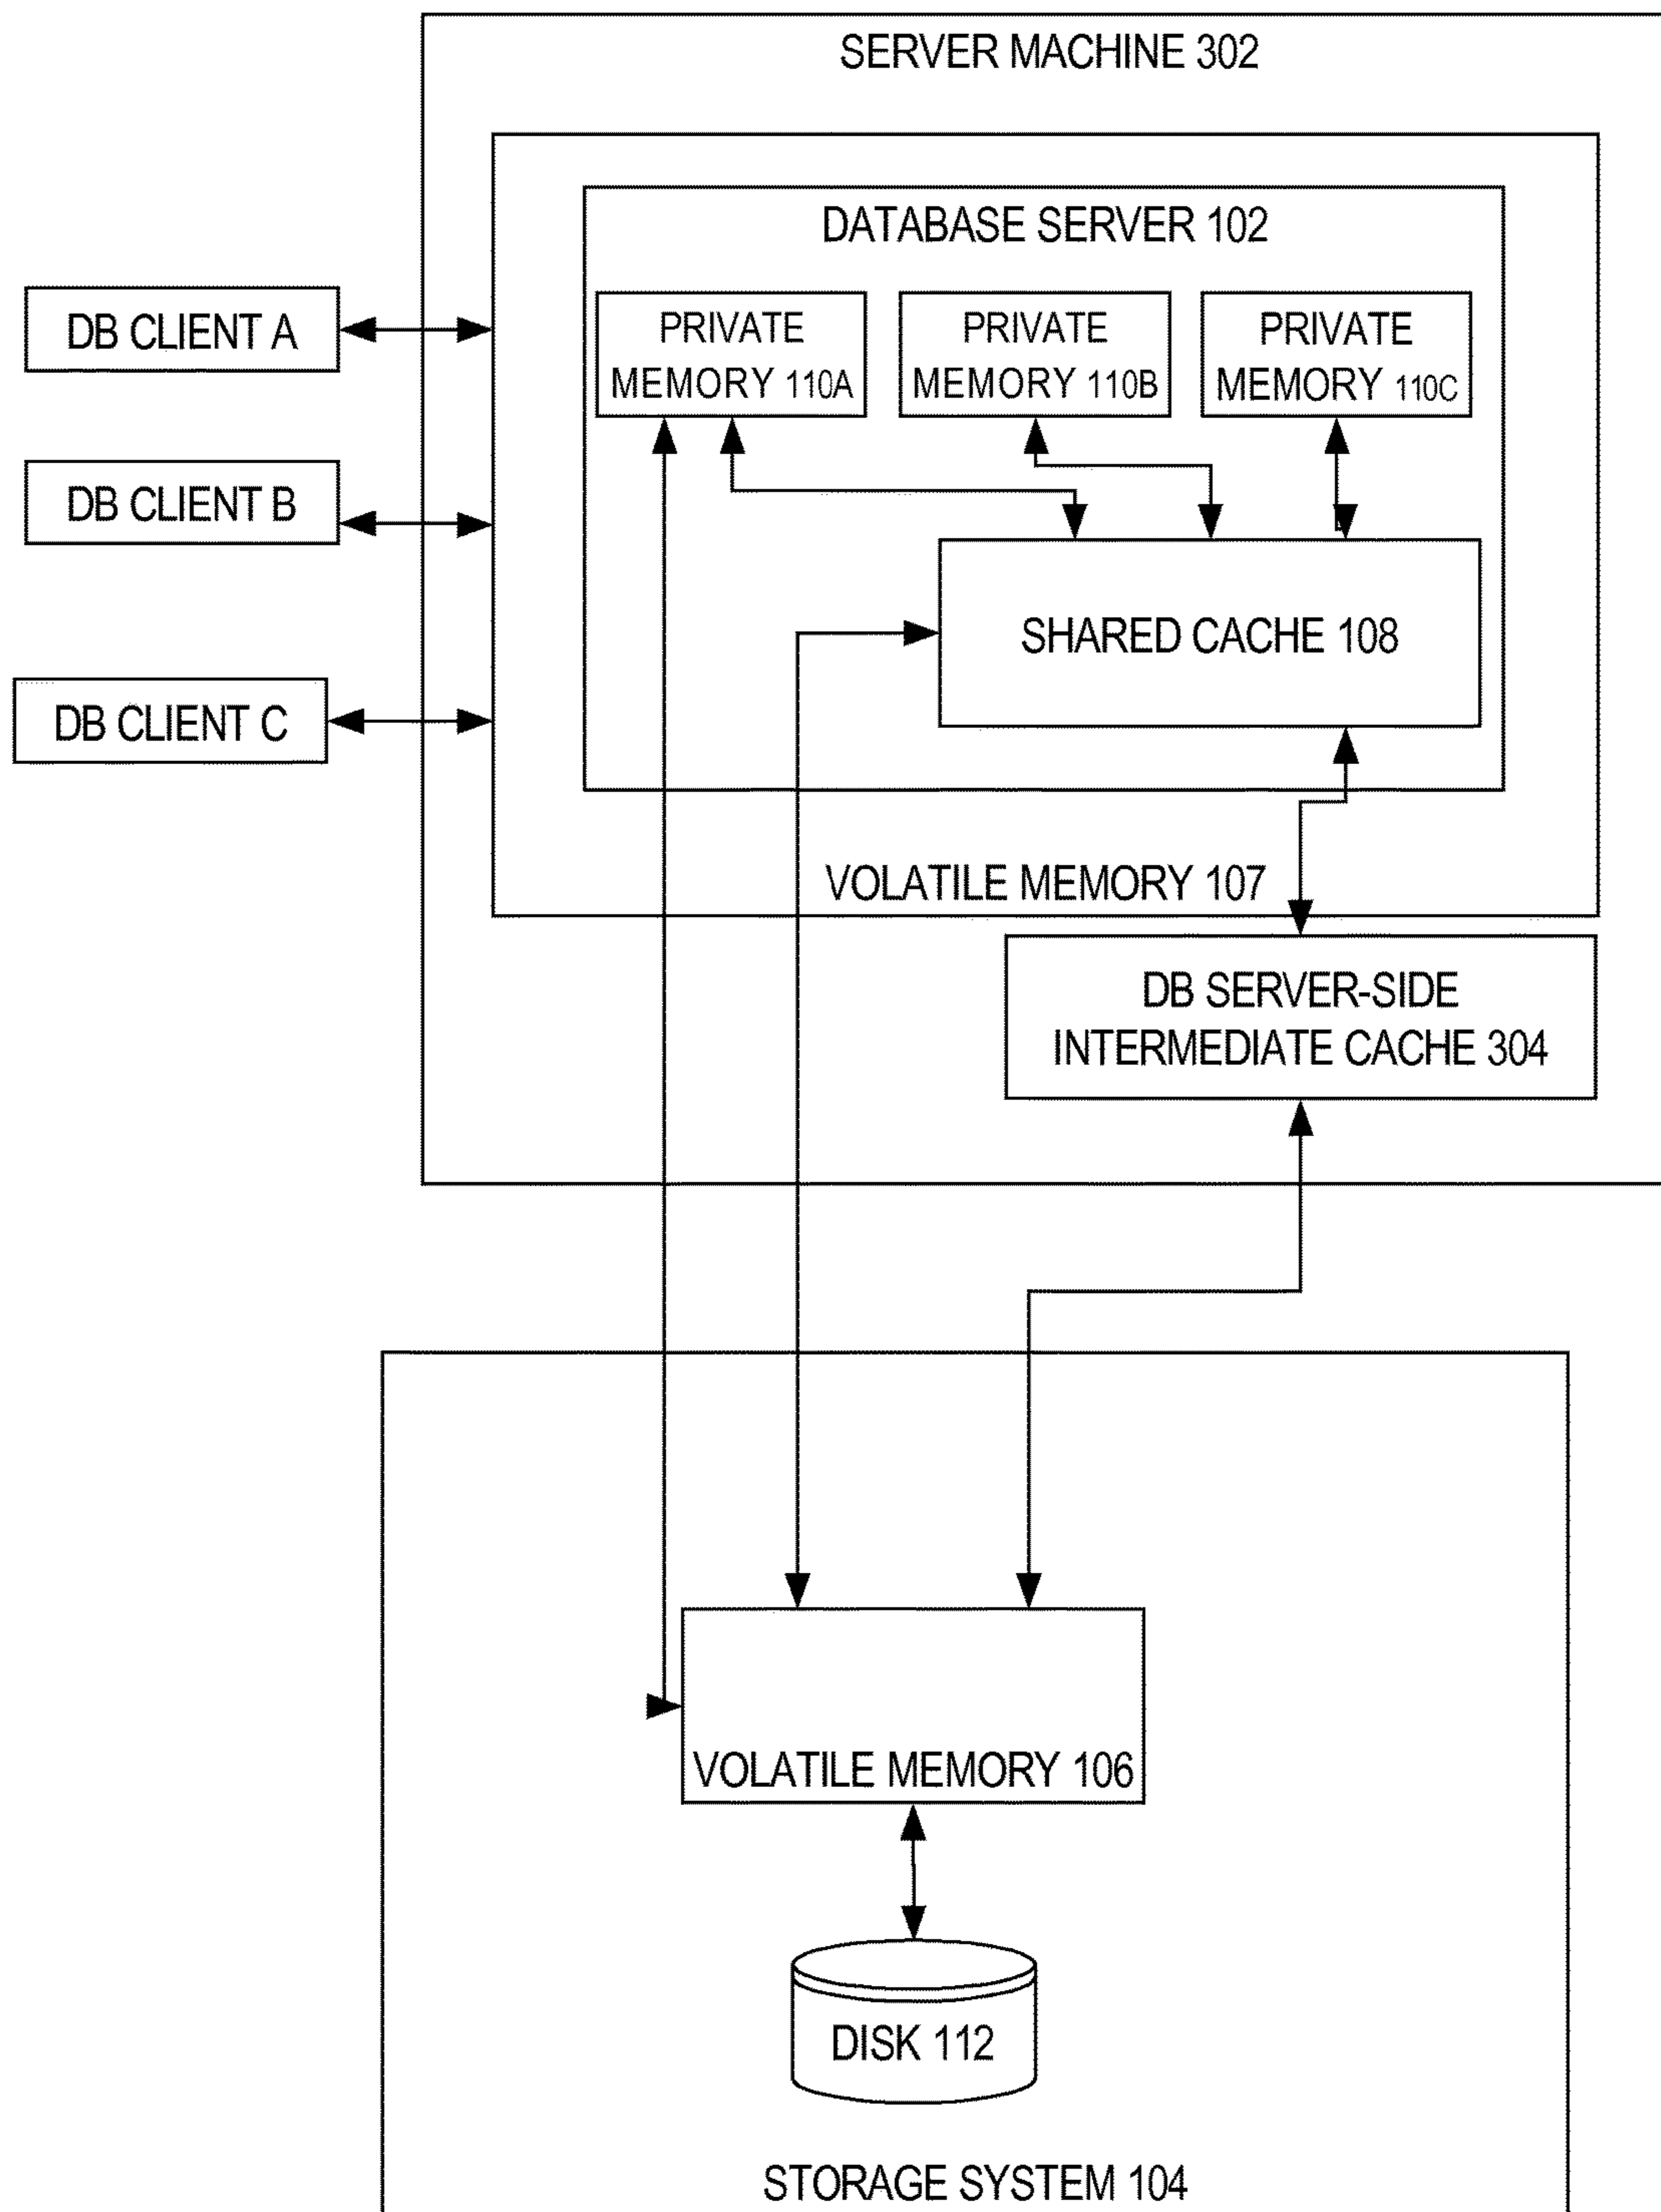 SERVER MACHINE 302
DATABASE SERVER 102
PRIVATE
MEMORY 110A
PRIVATE
MEMORY 110B
PRIVATE
MEMORY 110C
DB CLIENT A
DB CLIENT B
DB CLIENT C
SHARED CACHE 108
VOLATILE MEMORY 107
DB SERVER-SIDE
INTERMEDIATE CACHE 304
VOLATILE MEMORY 106
DISK 112
STORAGE SYSTEM 104